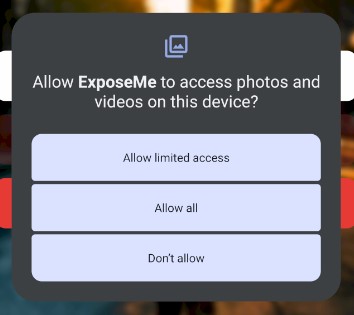 Allow ExposeMe to access photos and
videos on this device?
Allow limited access
Allow all
Don't allow